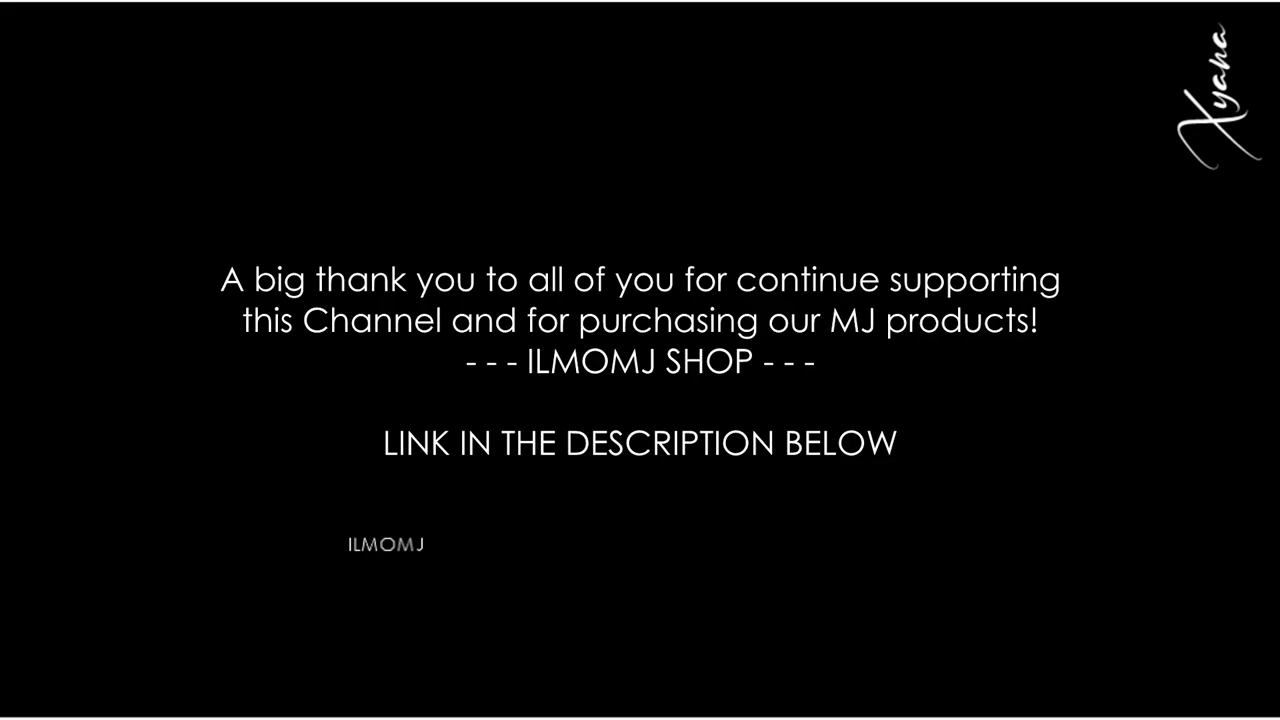 Xyana
A big thank you to all of you for continue supporting
this Channel and for purchasing our MJ products!
- - - ILMOMJ SHOP - - -
LINK IN THE DESCRIPTION BELOW
ILMOMJ